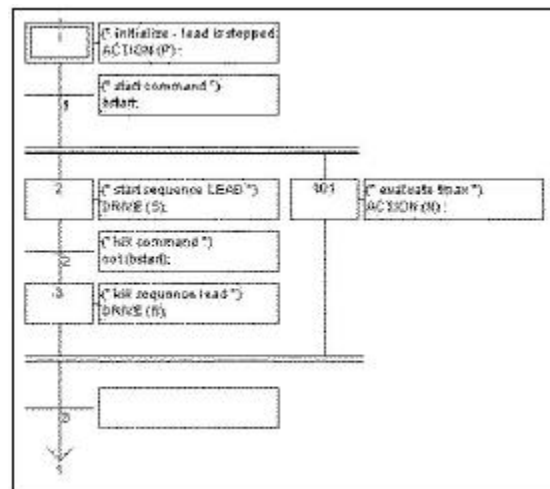 1
(* initialize - lead is stopped
ACTION (P) :
(* start command *)
bstart;
1
2
(* start sequence LEAD *)
DRIVE (S);
101
(* evaluate tmax *)
ACTION (N) :
(* kill command *)
not (bstart);
2
3
(* kill sequence lead *)
DRIVE (R);
3
1